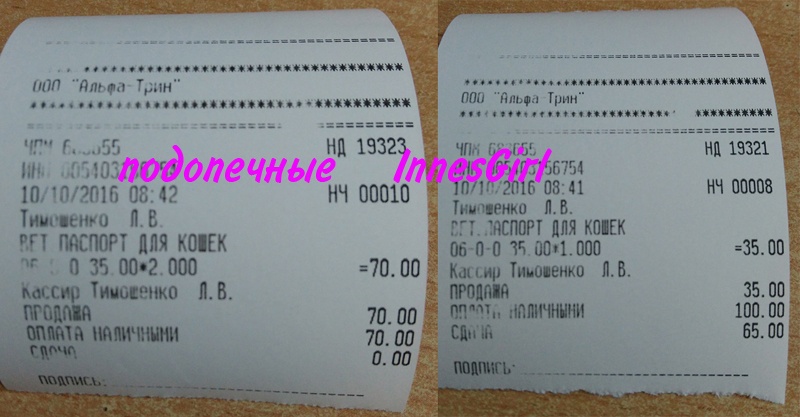 ООО "Альфа-Трин"
НД 19323
10/10/2016 08:42
НЧ 00010
Тимошенко Л.В.
ВЕТ.ПАСПОРТ ДЛЯ КОШЕК
35.00*2.000
=70.00
Кассир Тимошенко Л.В.
ПРОДАЖА 70.00
ОПЛАТА НАЛИЧНЫМИ 70.00
СДАЧА 0.00
ПОДПИСЬ:
ООО "Альфа-Трин"
НД 19321
10/10/2016 08:41
НЧ 00008
Тимошенко Л.В.
ВЕТ.ПАСПОРТ ДЛЯ КОШЕК
06-0-0 35.00*1.000 =35.00
Кассир Тимошенко Л.В.
ПРОДАЖА 35.00
ОПЛАТА НАЛИЧНЫМИ 100.00
СДАЧА 65.00
ПОДПИСЬ:
подопечные InnesGirl